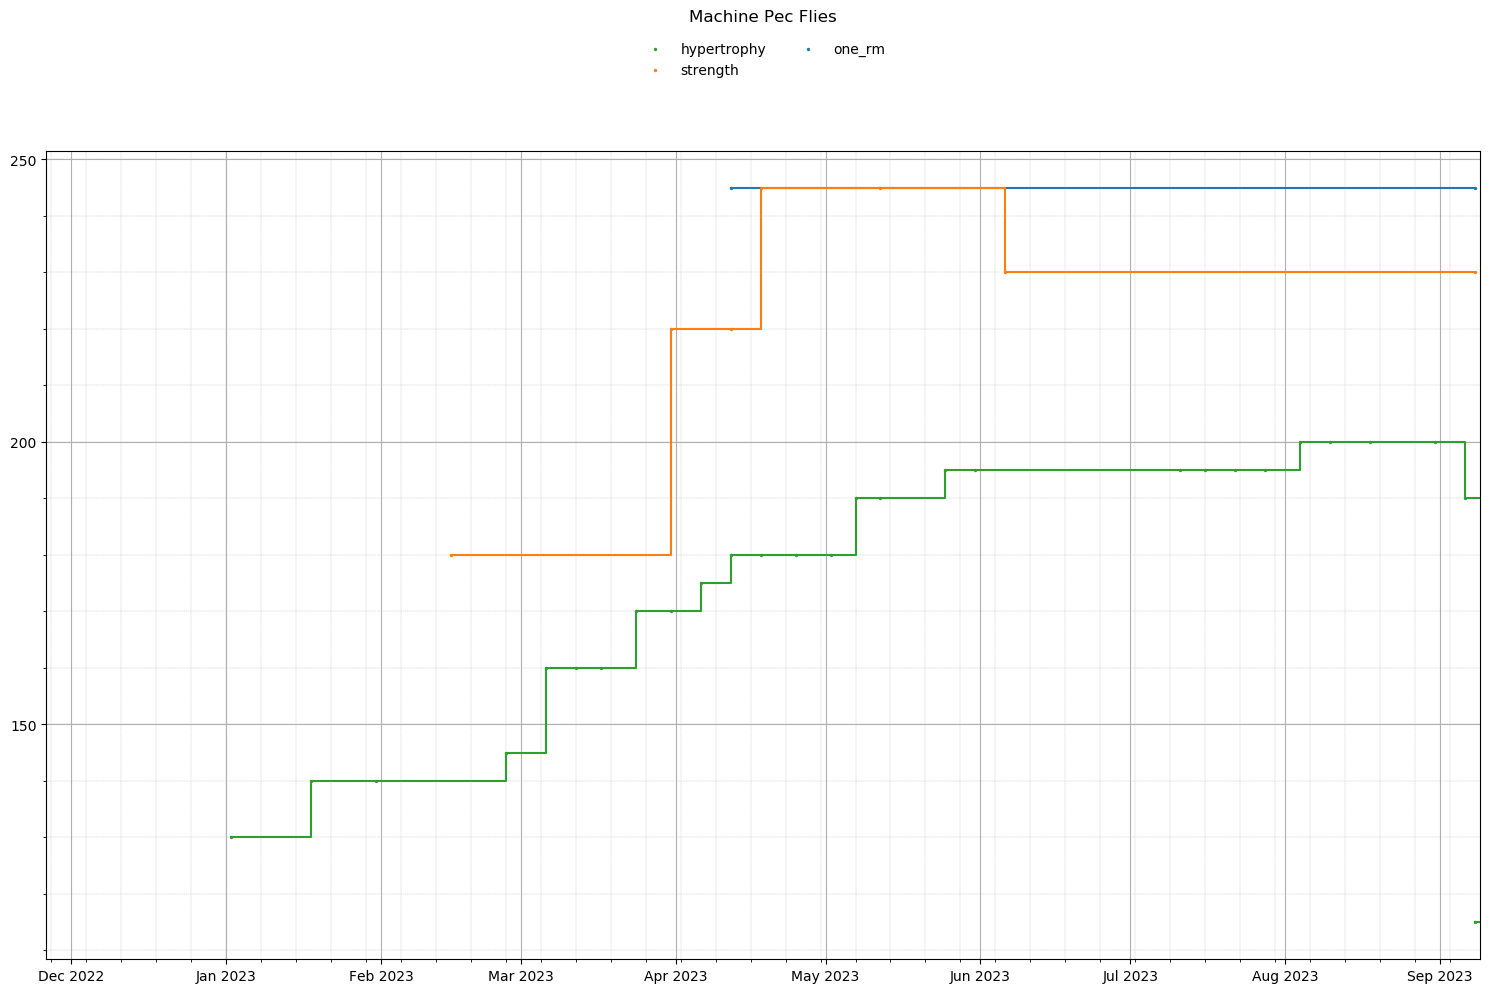 Machine Pec Flies
hypertrophy one_rm
strength
250
200
150
Dec 2022 Jan 2023 Feb 2023 Mar 2023 Apr 2023 May 2023 Jun 2023 Jul 2023 Aug 2023 Sep 2023